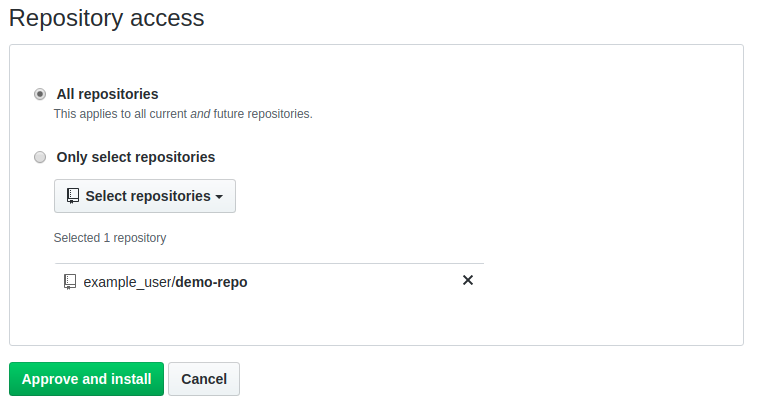 Repository access
All repositories
This applies to all current and future repositories.
Only select repositories
Select repositories
Selected 1 repository
example_user/demo-repo
Approve and install Cancel